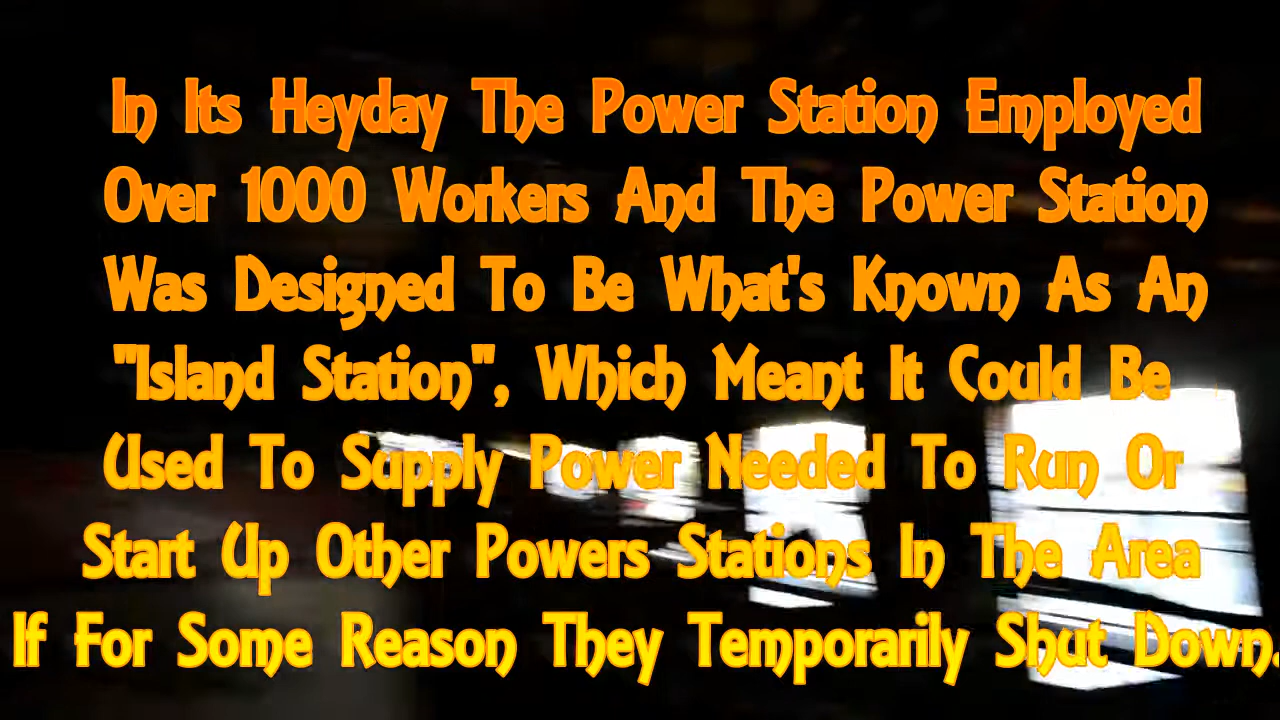 In Its Heyday The Power Station Employed
Over 1000 Workers And The Power Station
Was Designed To Be What's Known As An
"Island Station", Which Meant It Could Be
Used To Supply Power Needed To Run Or
Start Up Other Powers Stations In The Area
If For Some Reason They Temporarily Shut Down.